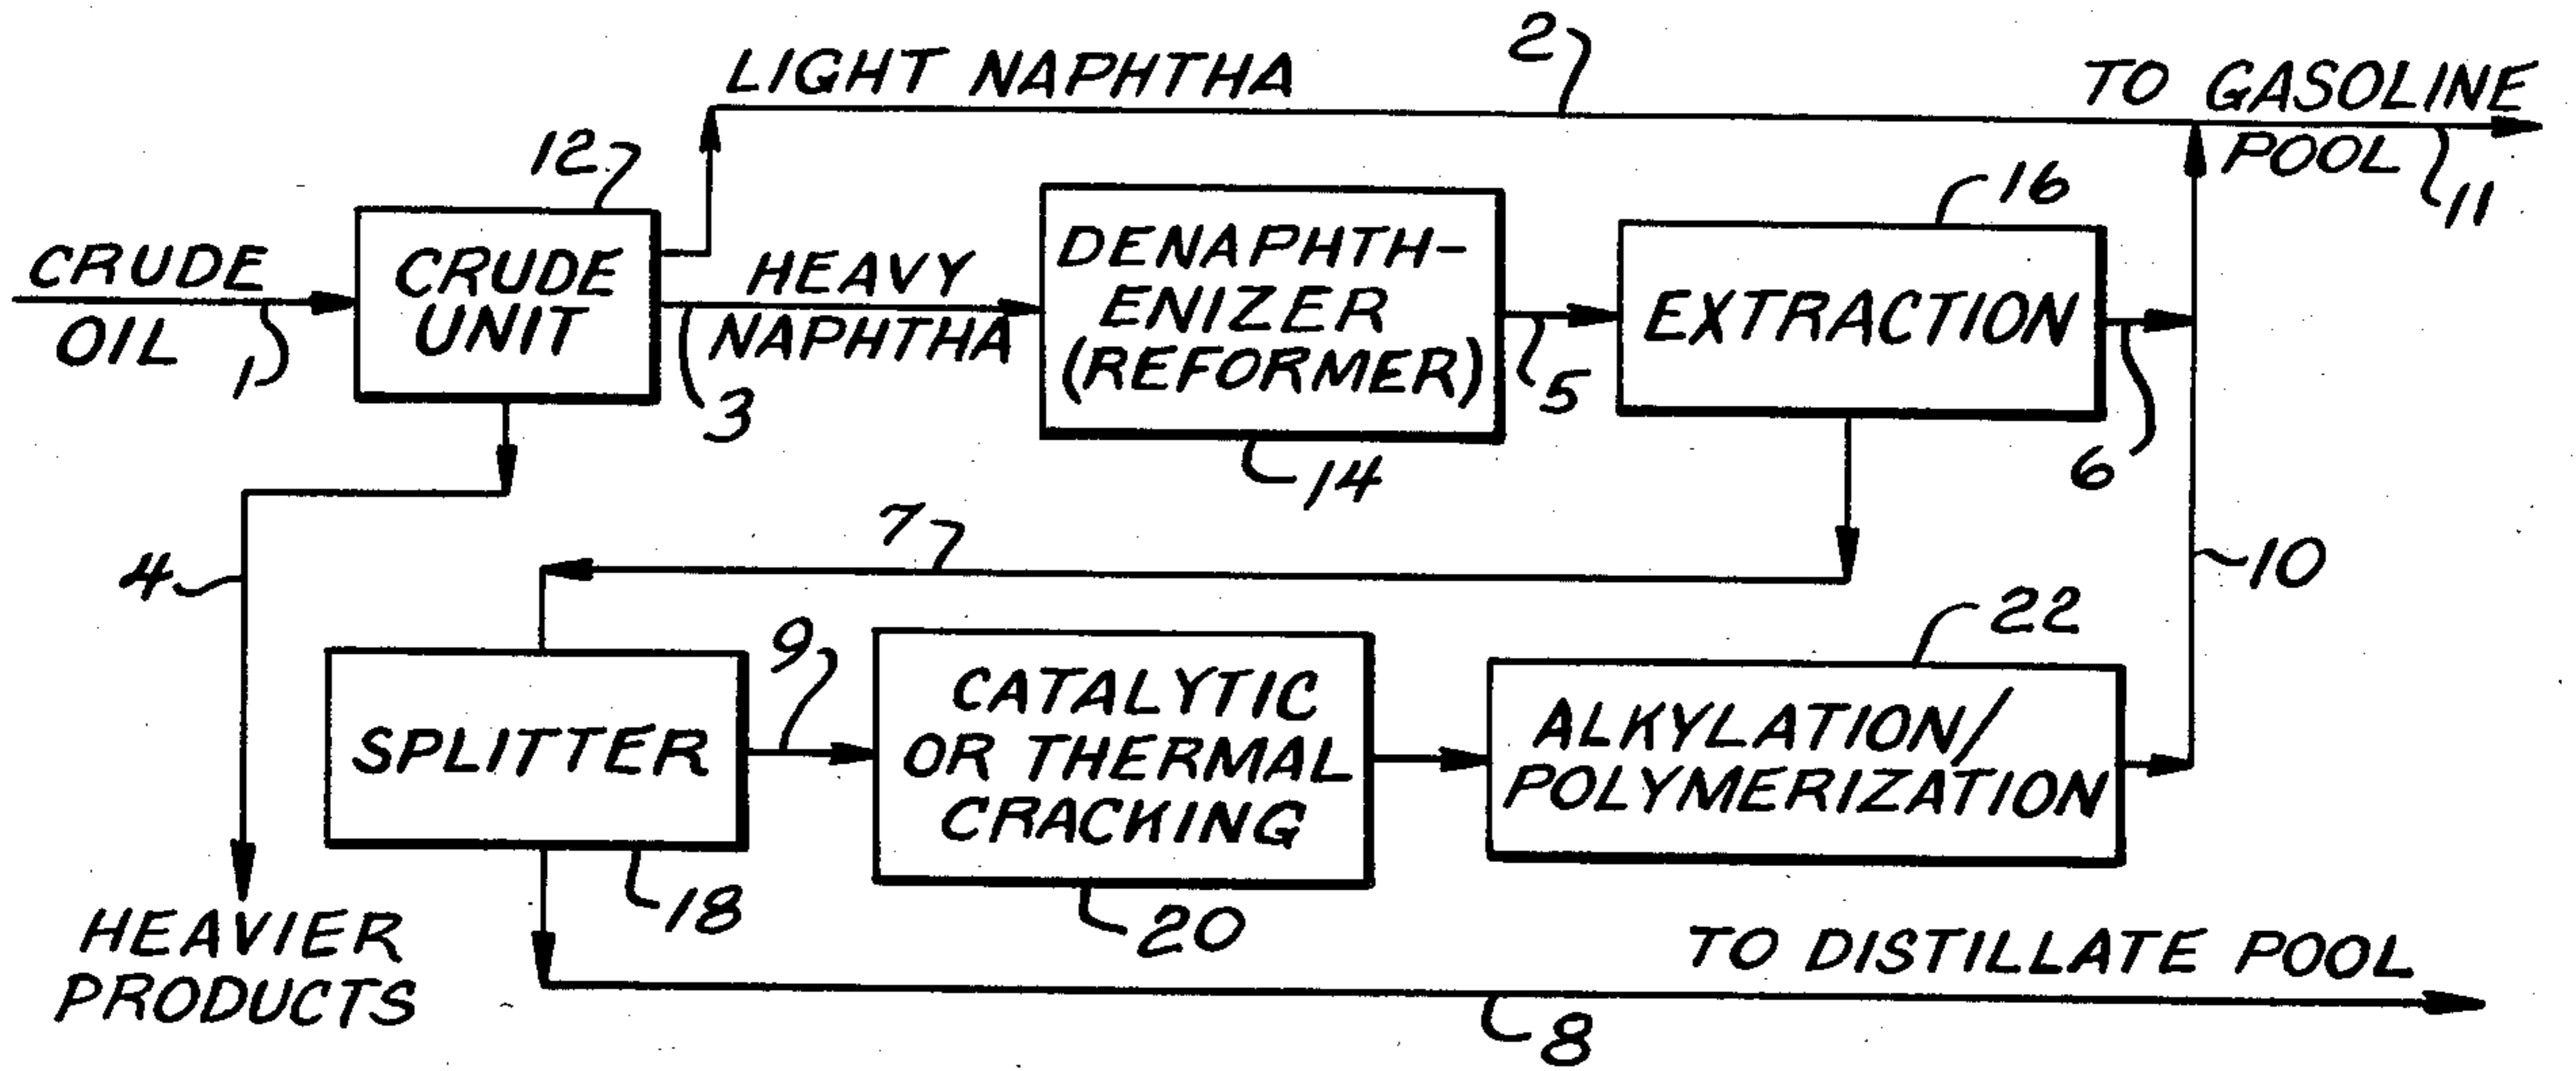 2
LIGHT NAPHTHA
TO GASOLINE
POOL
11
12
16
CRUDE
OIL
1
CRUDE
UNIT
HEAVY
NAPHTHA
3
DENAPHTH-
ENIZER
(REFORMER)
14
5
EXTRACTION
6
4
7
10
9
22
SPLITTER
18
CATALYTIC
OR THERMAL
CRACKING
20
ALKYLATION/
POLYMERIZATION
HEAVIER
PRODUCTS
TO DISTILLATE POOL
8